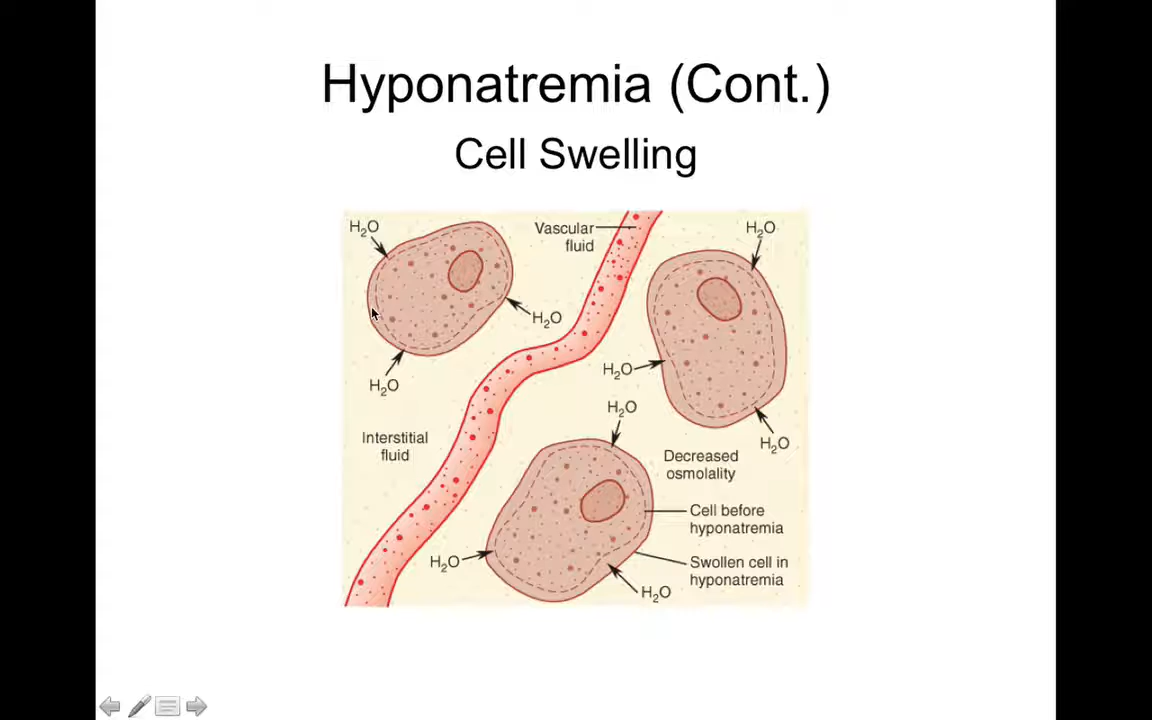 Hyponatremia (Cont.)
Cell Swelling
H₂O
Vascular
fluid
H₂O
H₂O
H₂O
H₂O
H₂O
H₂O
Interstitial
fluid
H₂O
Decreased
osmolality
Cell before
hyponatremia
H₂O
Swollen cell in
hyponatremia
H₂O